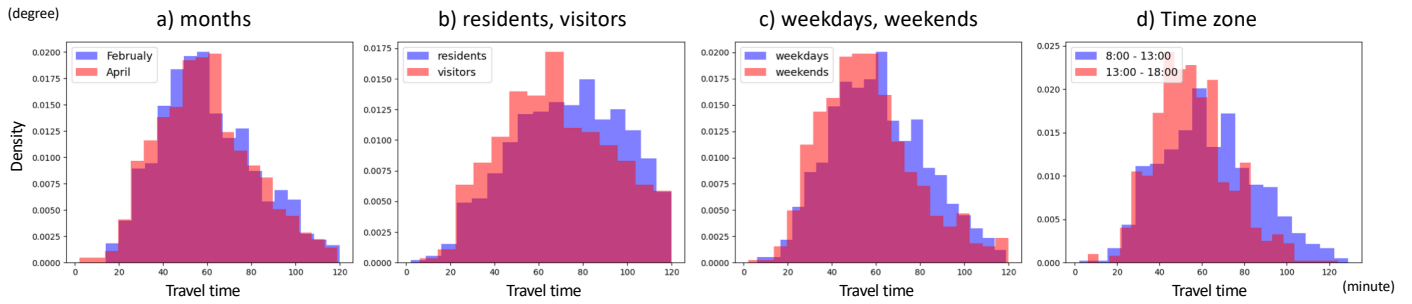 (degree)
a) months
b) residents, visitors
c) weekdays, weekends
d) Time zone
Density
0.0200
0.0175
0.0150
0.0125
0.0100
0.0075
0.0050
0.0025
0.0000
Februaly
April
0 20 40 60 80 100 120
Travel time
0.0175
0.0150
0.0125
0.0100
0.0075
0.0050
0.0025
0.0000
residents
visitors
0 20 40 60 80 100 120
Travel time
0.0200
0.0175
0.0150
0.0125
0.0100
0.0075
0.0050
0.0025
0.0000
weekdays
weekends
0 20 40 60 80 100 120
Travel time
0.025
0.020
0.015
0.010
0.005
0.000
8:00 - 13:00
13:00 - 18:00
0 20 40 60 80 100 120
Travel time
(minute)